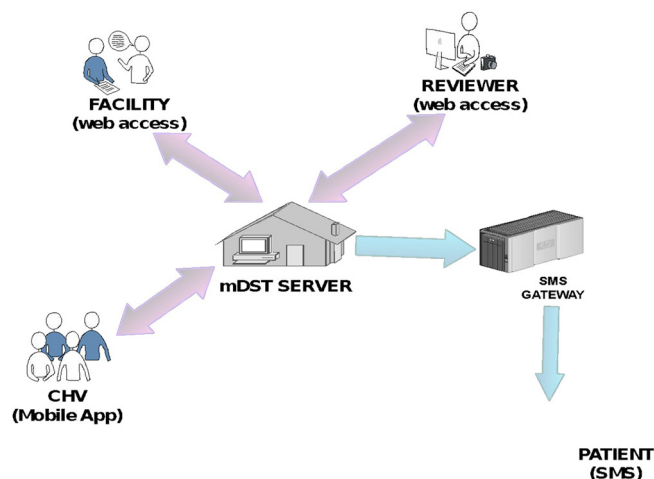 FACILITY
(web access)
REVIEWER
(web access)
mDST SERVER
SMS
GATEWAY
CHV
(Mobile App)
PATIENT
(SMS)